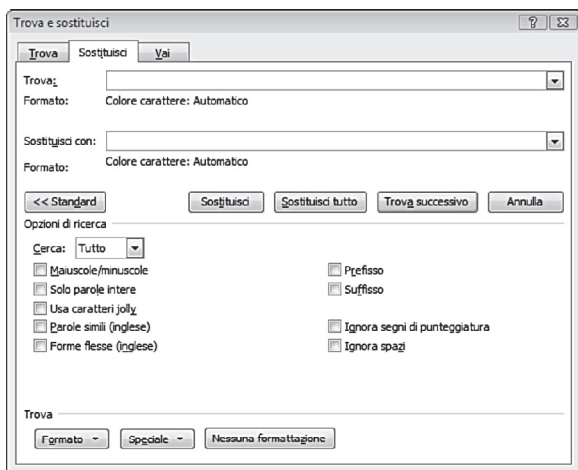 Trova e sostituisci
Trova Sostituisci Vai
Trova:
Formato: Colore carattere: Automatico
Sostituisci con:
Formato: Colore carattere: Automatico
<< Standard Sostituisci Sostituisci tutto Trova successivo Annulla
Opzioni di ricerca
Cerca: Tutto
Maiuscole/minuscole Prefisso
Solo parole intere Suffisso
Usa caratteri jolly
Parole simili (inglese) Ignora segni di punteggiatura
Forme flesse (inglese) Ignora spazi
Trova
Formato Speciale Nessuna formattazione